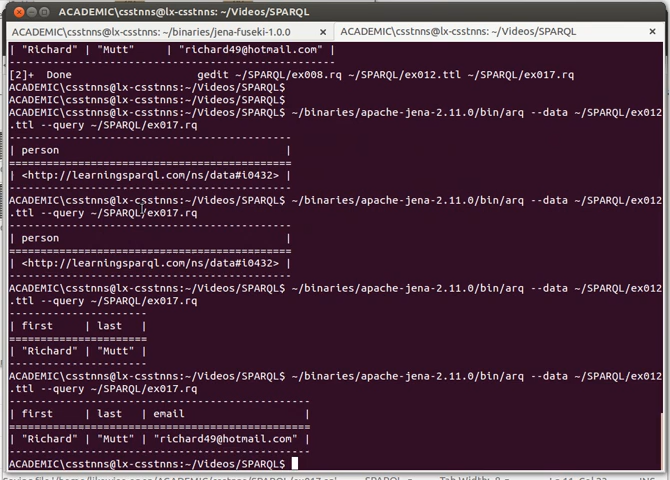 ACADEMIC\csstnns@lx-csstnns: ~/Videos/SPARQL
ACADEMIC\csstnns@lx-csstnns: ~/binaries/jena-fuseki-1.0.0
ACADEMIC\csstnns@lx-csstnns: ~/Videos/SPARQL
| "Richard" | "Mutt" | "richard49@hotmail.com" |
[2]+ Done gedit ~/SPARQL/ex008.rq ~/SPARQL/ex012.ttl ~/SPARQL/ex017.rq
ACADEMIC\csstnns@lx-csstnns:~/Videos/SPARQL$
ACADEMIC\csstnns@lx-csstnns:~/Videos/SPARQL$
ACADEMIC\csstnns@lx-csstnns:~/Videos/SPARQL$ ~/binaries/apache-jena-2.11.0/bin/arq --data ~/SPARQL/ex012
.ttl --query ~/SPARQL/ex017.rq
| person |
| <http://learningsparql.com/ns/data#i0432> |
ACADEMIC\csstnns@lx-csstnns:~/Videos/SPARQL$ ~/binaries/apache-jena-2.11.0/bin/arq --data ~/SPARQL/ex012
.ttl --query ~/SPARQL/ex017.rq
| person |
| <http://learningsparql.com/ns/data#i0432> |
ACADEMIC\csstnns@lx-csstnns:~/Videos/SPARQL$ ~/binaries/apache-jena-2.11.0/bin/arq --data ~/SPARQL/ex012
.ttl --query ~/SPARQL/ex017.rq
| first | last |
| "Richard" | "Mutt" |
ACADEMIC\csstnns@lx-csstnns:~/Videos/SPARQL$ ~/binaries/apache-jena-2.11.0/bin/arq --data ~/SPARQL/ex012
.ttl --query ~/SPARQL/ex017.rq
| first | last | email |
| "Richard" | "Mutt" | "richard49@hotmail.com" |
ACADEMIC\csstnns@lx-csstnns:~/Videos/SPARQL$